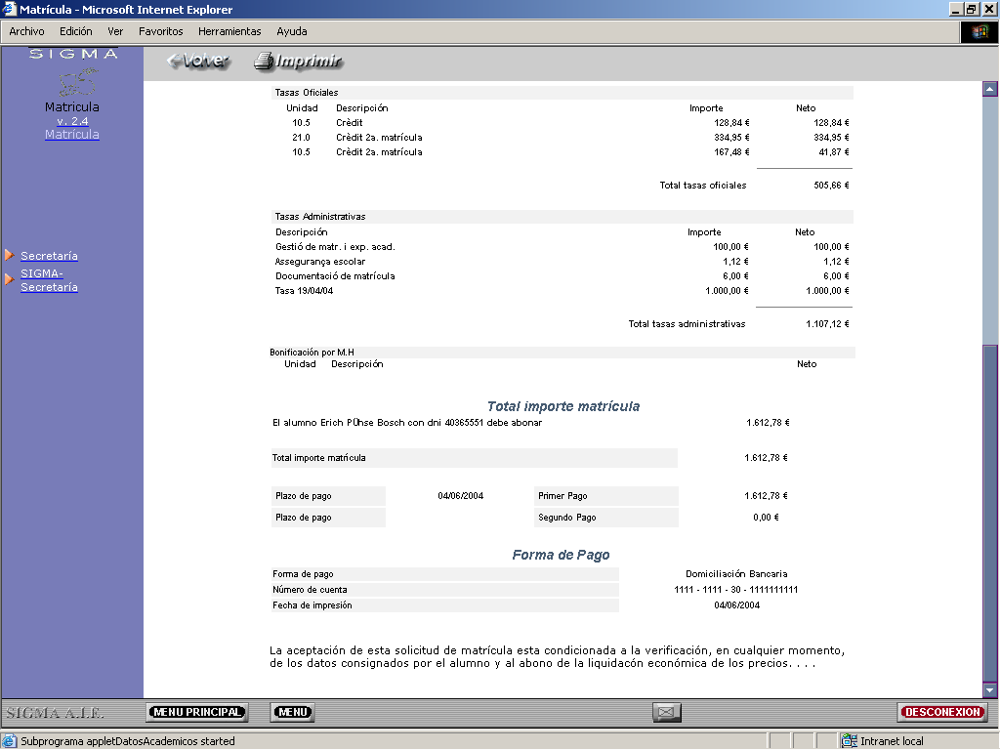 Matrícula - Microsoft Internet Explorer
Archivo Edición Ver Favoritos Herramientas Ayuda
SIGMA
Matricula
v. 2.4
Matrícula
Secretaría
SIGMA-
Secretaría
Volver Imprimir
Tasas Oficiales
Unidad Descripción Importe Neto
10.5 Crèdit 128,84 € 128,84 €
21.0 Crèdit 2a. matrícula 334,95 € 334,95 €
10.5 Crèdit 2a. matrícula 167,48 € 41,87 €
Total tasas oficiales 505,66 €
Tasas Administrativas
Descripción Importe Neto
Gestió de matr. i exp. acad. 100,00 € 100,00 €
Assegurança escolar 1,12 € 1,12 €
Documentació de matrícula 6,00 € 6,00 €
Tasa 19/04/04 1.000,00 € 1.000,00 €
Total tasas administrativas 1.107,12 €
Bonificación por M.H
Unidad Descripción Neto
Total importe matrícula
El alumno Erich PÜhse Bosch con dni 40365551 debe abonar 1.612,78 €
Total importe matrícula 1.612,78 €
Plazo de pago 04/06/2004 Primer Pago 1.612,78 €
Plazo de pago Segundo Pago 0,00 €
Forma de Pago
Forma de pago Domiciliación Bancaria
Número de cuenta 1111 - 1111 - 30 - 1111111111
Fecha de impresión 04/06/2004
La aceptación de esta solicitud de matrícula esta condicionada a la verificación, en cualquier momento,
de los datos consignados por el alumno y al abono de la liquidacón económica de los precios. . . .
SIGMA A.I.E. MENU PRINCIPAL MENU DESCONEXION
Subprograma appletDatosAcademicos started Intranet local